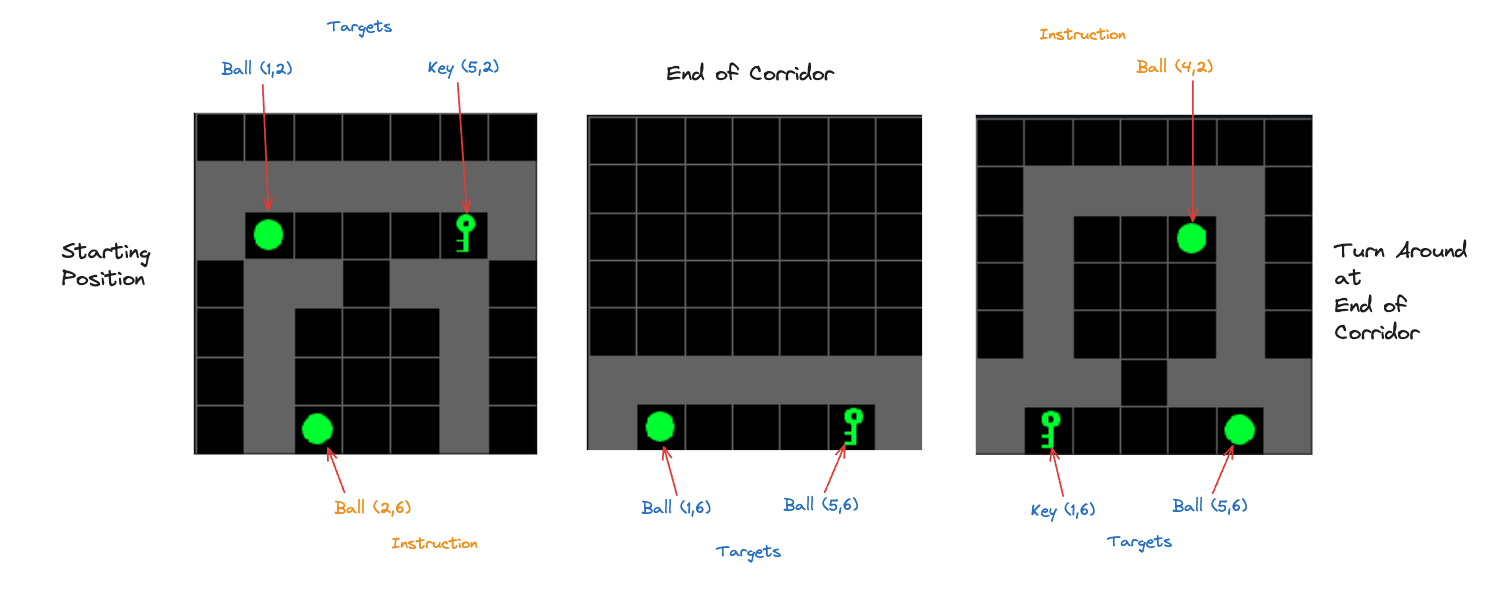 Targets
Ball (1,2)
Key (5,2)
Starting
Position
Ball (2,6)
Instruction
End of Corridor
Ball (1,6)
Ball (5,6)
Targets
Instruction
Ball (4,2)
Turn Around
at
End of
Corridor
Key (1,6)
Ball (5,6)
Targets